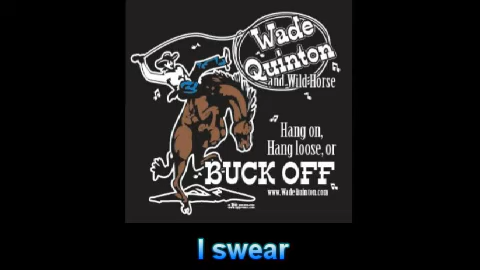 Wade
Quinton
and Wild Horse
Hang on,
Hang loose, or
BUCK OFF
www.Wadequinton.com
I swear